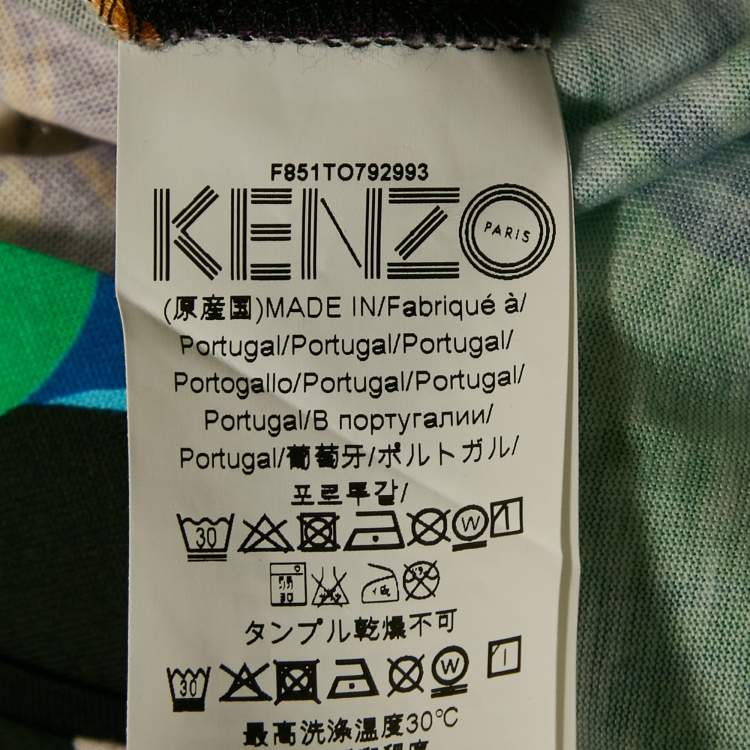 F851TO792993
KENZO PARIS
(原産国)MADE IN/Fabriqué à/
Portugal/Portugal/Portugal/
Portogallo/Portugal/Portugal/
Portugal/В португалии/
Portugal/葡萄牙/ポルトガル/
포르투갈/
30 W
タンブル乾燥不可
30 W
最高洗涤温度30℃